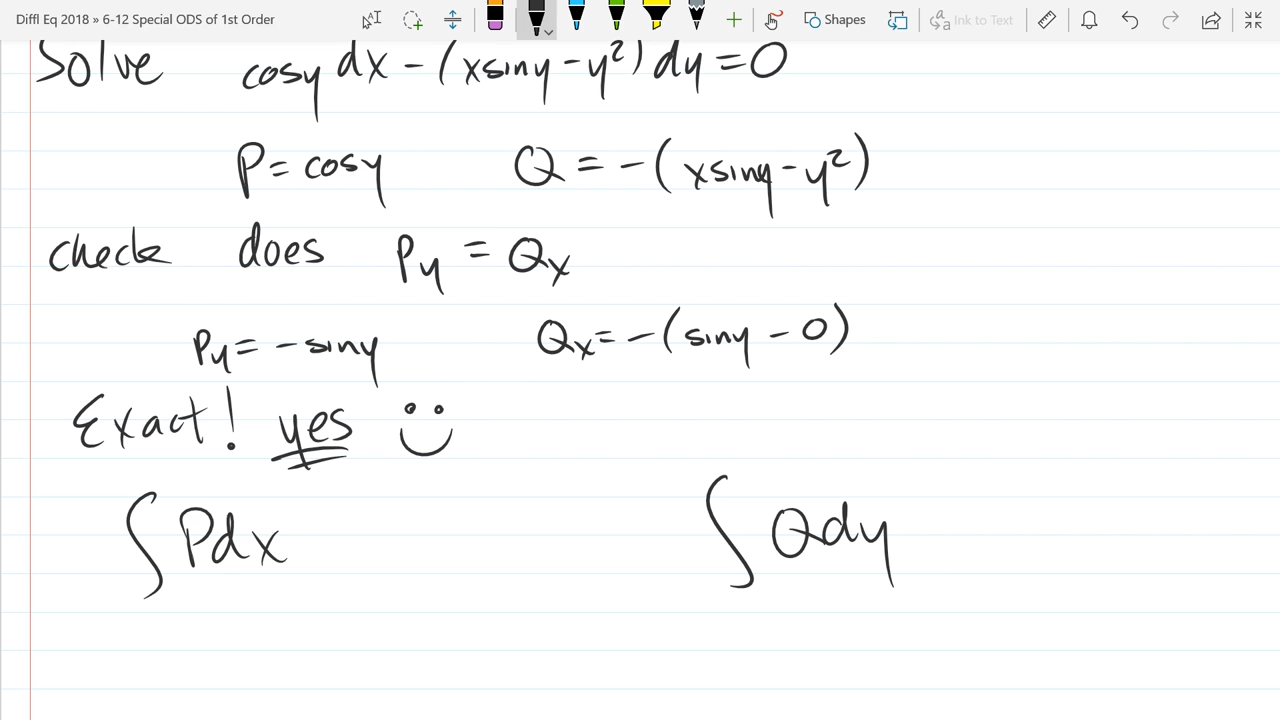 Diffl Eq 2018 » 6-12 Special ODS of 1st Order
Shapes
Ink to Text
Solve cosy dx - (xsiny - y²) dy = 0
P = cosy Q = -(xsiny - y²)
check does Py = Qx
Py = -siny Qx = -(siny - 0)
Exact! yes
∫ Pdx ∫ Qdy